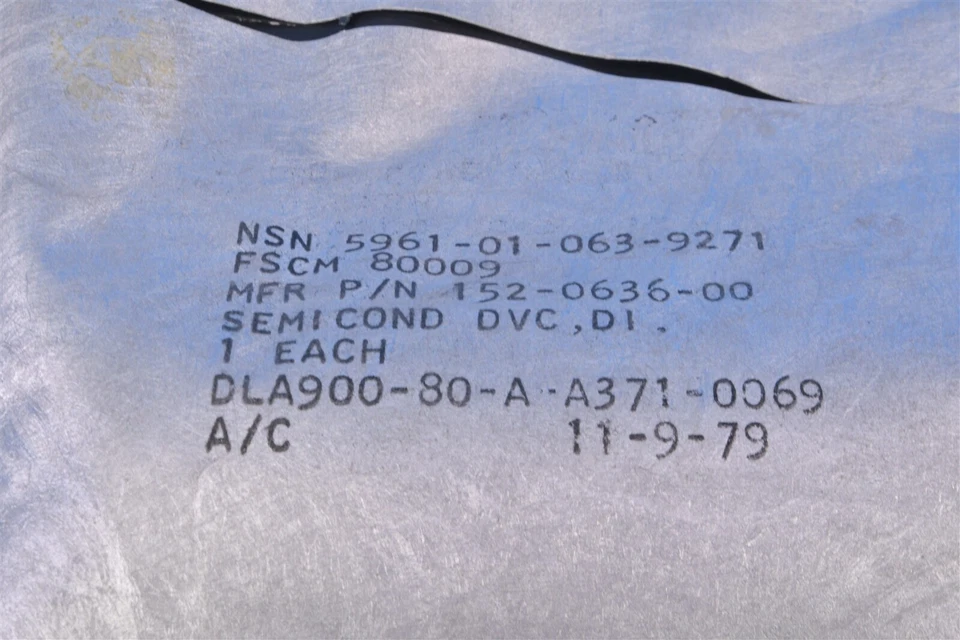 NSN 5961-01-063-9271
FSCM 80009
MFR P/N 152-0636-00
SEMICOND DVC,DI.
1 EACH
DLA900-80-A-A371-0069
A/C 11-9-79